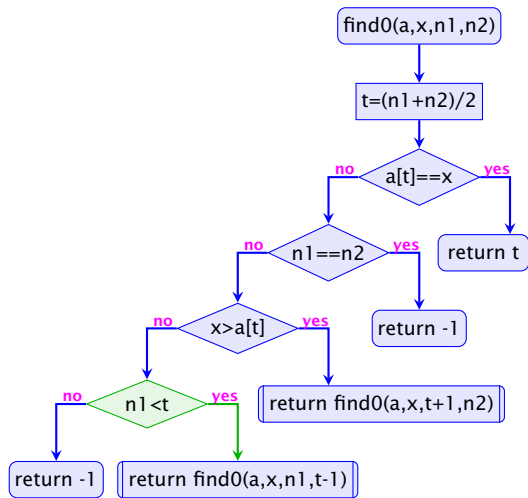 find0(a,x,n1,n2)
t=(n1+n2)/2
a[t]==x
no
yes
return t
n1==n2
no
yes
return -1
x>a[t]
no
yes
return find0(a,x,t+1,n2)
n1<t
no
yes
return -1
return find0(a,x,n1,t-1)